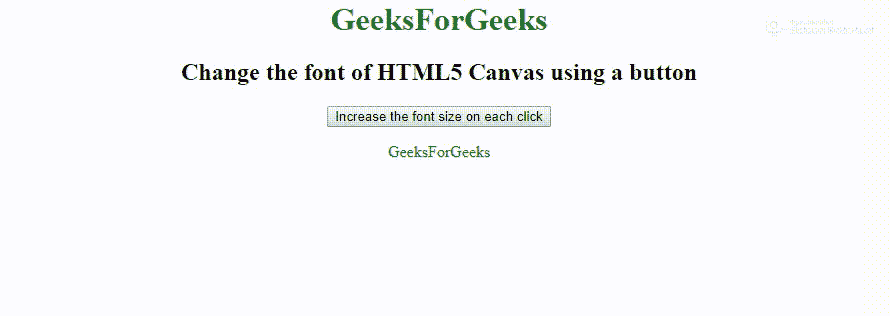 GeeksForGeeks
Change the font of HTML5 Canvas using a button
Increase the font size on each click
GeeksForGeeks